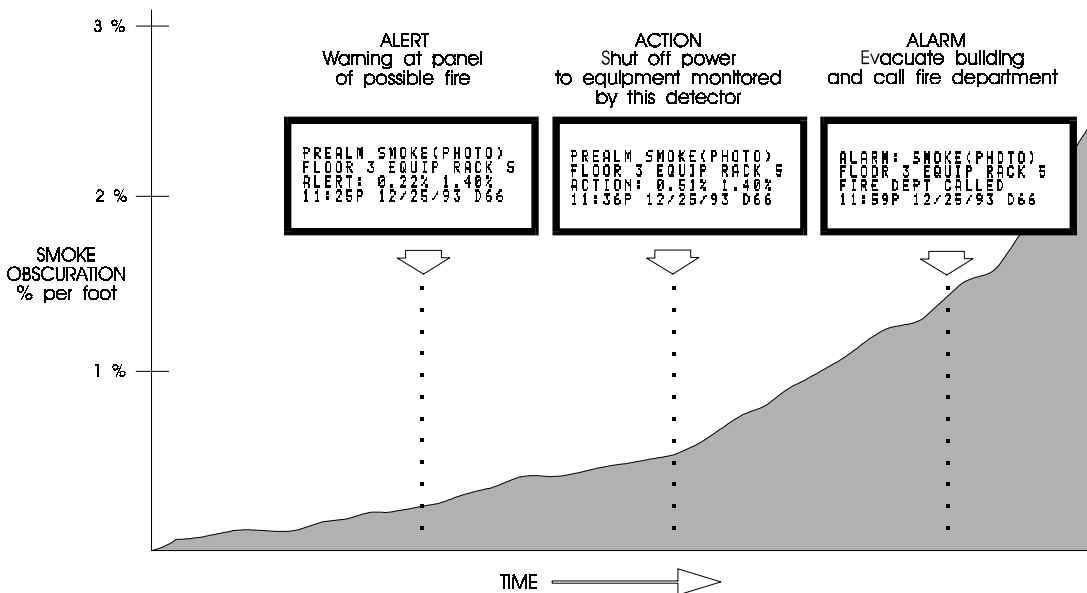 3 %
2 %
1 %
SMOKE
OBSCURATION
% per foot
ALERT
Warning at panel
of possible fire
PREALM SMOKE(PHOTO)
FLOOR 3 EQUIP RACK 5
ALERT: 0.22% 1.40%
11:25P 12/25/93 D66
ACTION
Shut off power
to equipment monitored
by this detector
PREALM SMOKE(PHOTO)
FLOOR 3 EQUIP RACK 5
ACTION: 0.51% 1.40%
11:36P 12/25/93 D66
ALARM
Evacuate building
and call fire department
ALARM: SMOKE(PHOTO)
FLOOR 3 EQUIP RACK 5
FIRE DEPT CALLED
11:59P 12/25/93 D66
TIME